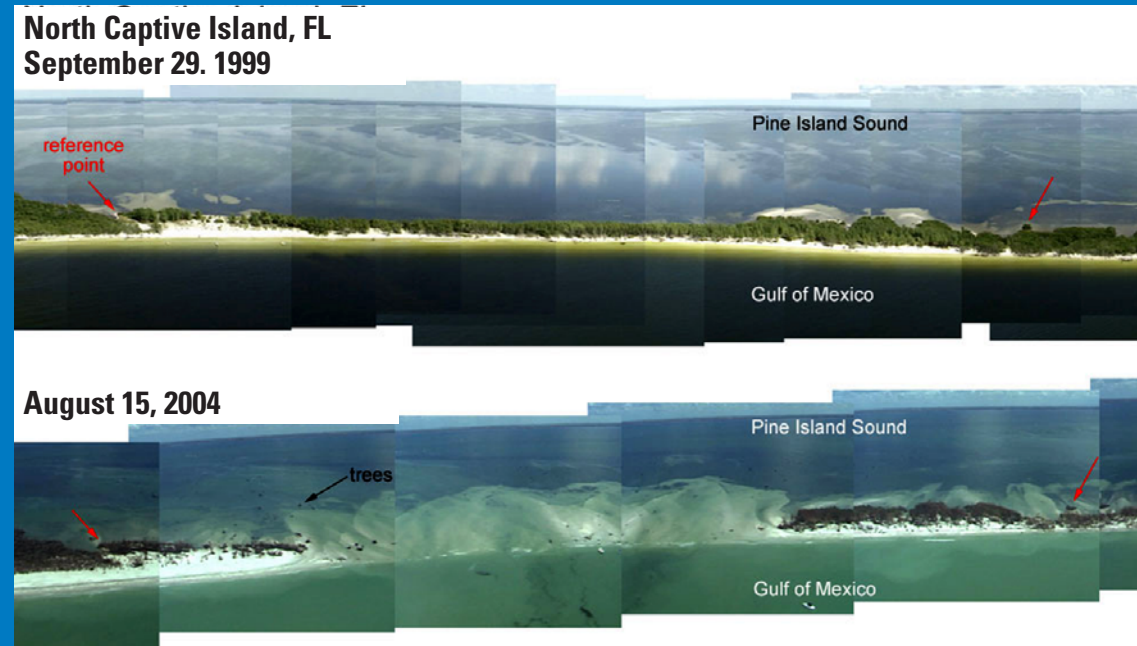 North Captive Island, FL
September 29. 1999
reference
point
Pine Island Sound
Gulf of Mexico
August 15, 2004
Pine Island Sound
trees
Gulf of Mexico